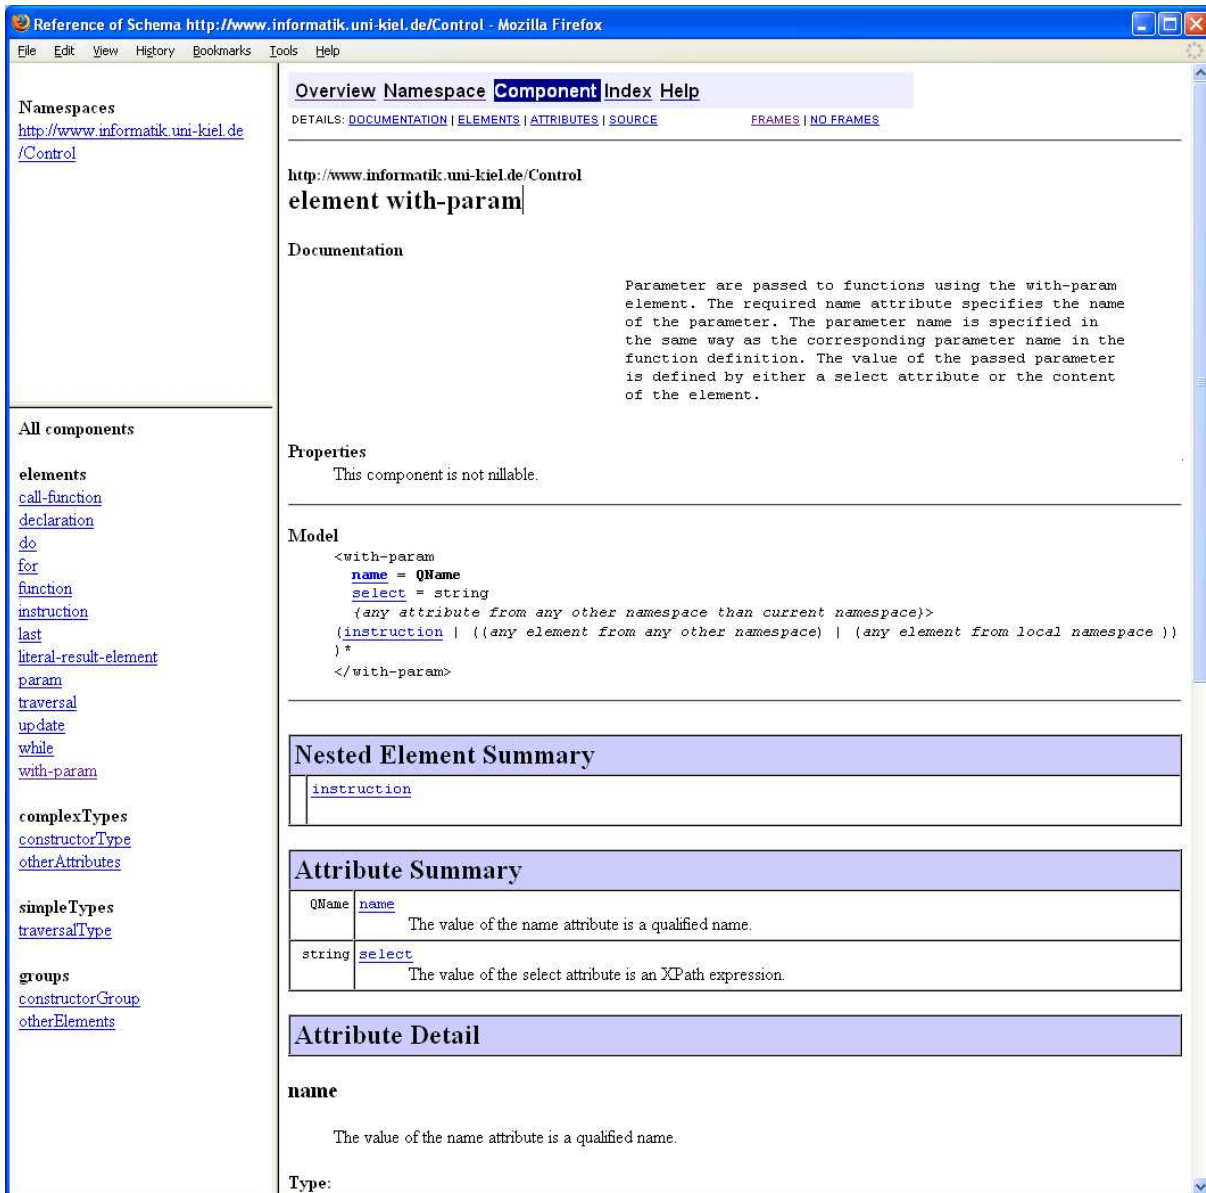 Reference of Schema http://www.informatik.uni-kiel.de/Control - Mozilla Firefox
File Edit View History Bookmarks Tools Help
Namespaces
http://www.informatik.uni-kiel.de
/Control
All components
elements
call-function
declaration
do
for
function
instruction
last
literal-result-element
param
traversal
update
while
with-param
complexTypes
constructorType
otherAttributes
simpleTypes
traversalType
groups
constructorGroup
otherElements
Overview Namespace Component Index Help
DETAILS: DOCUMENTATION | ELEMENTS | ATTRIBUTES | SOURCE FRAMES | NO FRAMES
http://www.informatik.uni-kiel.de/Control
element with-param
Documentation
Parameter are passed to functions using the with-param
element. The required name attribute specifies the name
of the parameter. The parameter name is specified in
the same way as the corresponding parameter name in the
function definition. The value of the passed parameter
is defined by either a select attribute or the content
of the element.
Properties
This component is not nillable.
Model
<with-param
name = QName
select = string
{any attribute from any other namespace than current namespace}>
(instruction | ((any element from any other namespace) | (any element from local namespace ))
)*
</with-param>
Nested Element Summary
instruction
Attribute Summary
QName name
The value of the name attribute is a qualified name.
string select
The value of the select attribute is an XPath expression.
Attribute Detail
name
The value of the name attribute is a qualified name.
Type: